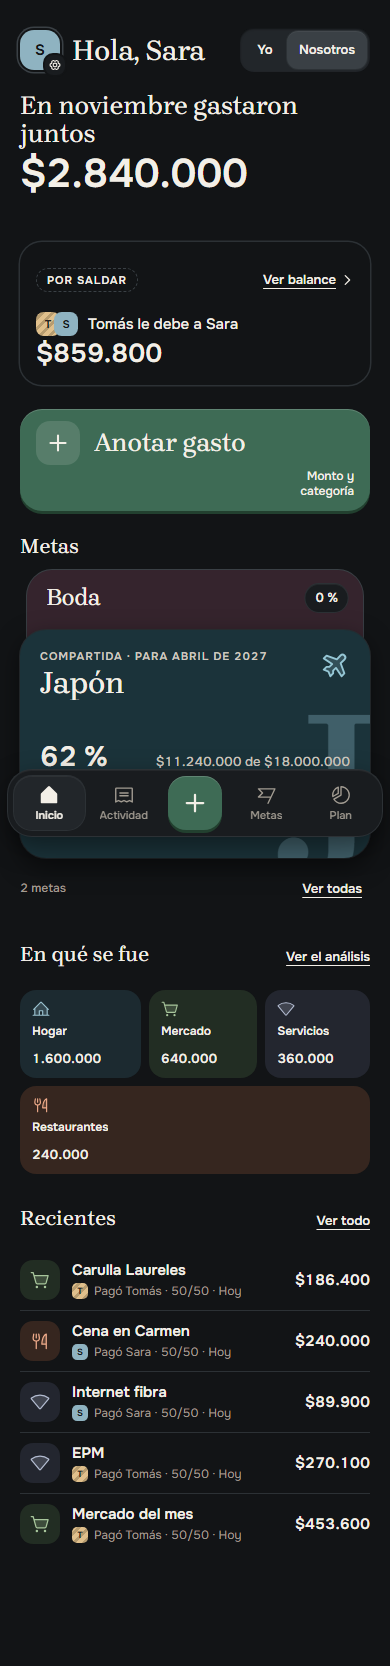 S
Hola, Sara
Yo
Nosotros
En noviembre gastaron
juntos
$2.840.000
POR SALDAR
Ver balance
T S
Tomás le debe a Sara
$859.800
Anotar gasto
Monto y
categoría
Metas
Boda
0 %
COMPARTIDA · PARA ABRIL DE 2027
Japón
J
62 %
$11.240.000 de $18.000.000
Inicio
Actividad
Metas
Plan
2 metas
Ver todas
En qué se fue
Ver el análisis
Hogar
1.600.000
Mercado
640.000
Servicios
360.000
Restaurantes
240.000
Recientes
Ver todo
Carulla Laureles
T Pagó Tomás · 50/50 · Hoy
$186.400
Cena en Carmen
S Pagó Sara · 50/50 · Hoy
$240.000
Internet fibra
S Pagó Sara · 50/50 · Hoy
$89.900
EPM
T Pagó Tomás · 50/50 · Hoy
$270.100
Mercado del mes
T Pagó Tomás · 50/50 · Hoy
$453.600